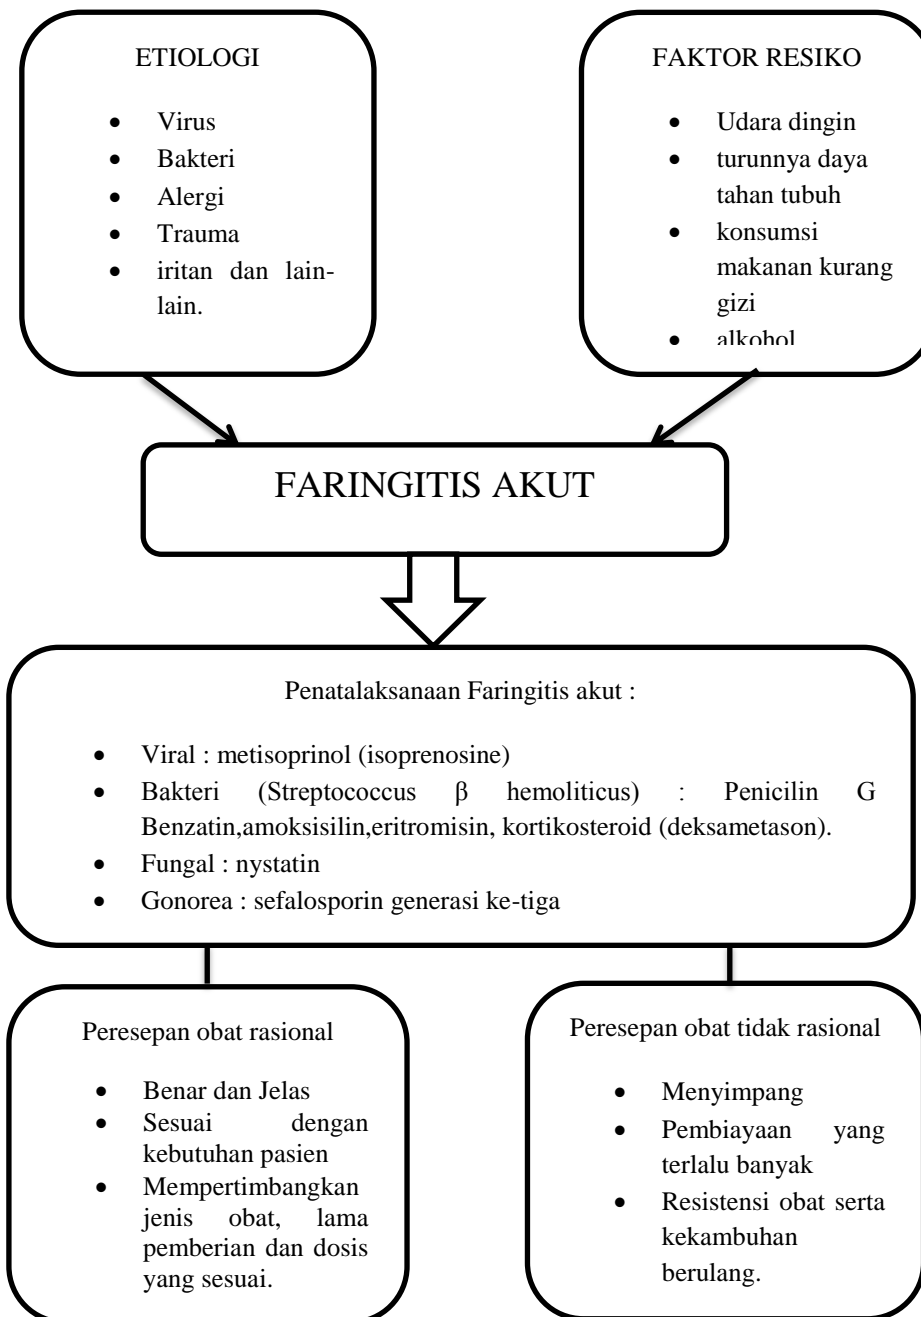 ETIOLOGI
• Virus
• Bakteri
• Alergi
• Trauma
• iritan dan lain-
lain.
FAKTOR RESIKO
• Udara dingin
• turunnya daya
tahan tubuh
• konsumsi
makanan kurang
gizi
• alkohol
FARINGITIS AKUT
Penatalaksanaan Faringitis akut :
• Viral : metisoprinol (isoprenosine)
• Bakteri (Streptococcus β hemoliticus) : Penicilin G
Benzatin,amoksisilin,eritromisin, kortikosteroid (deksametason).
• Fungal : nystatin
• Gonorea : sefalosporin generasi ke-tiga
Peresepan obat rasional
• Benar dan Jelas
• Sesuai dengan
kebutuhan pasien
• Mempertimbangkan
jenis obat, lama
pemberian dan dosis
yang sesuai.
Peresepan obat tidak rasional
• Menyimpang
• Pembiayaan yang
terlalu banyak
• Resistensi obat serta
kekambuhan
berulang.